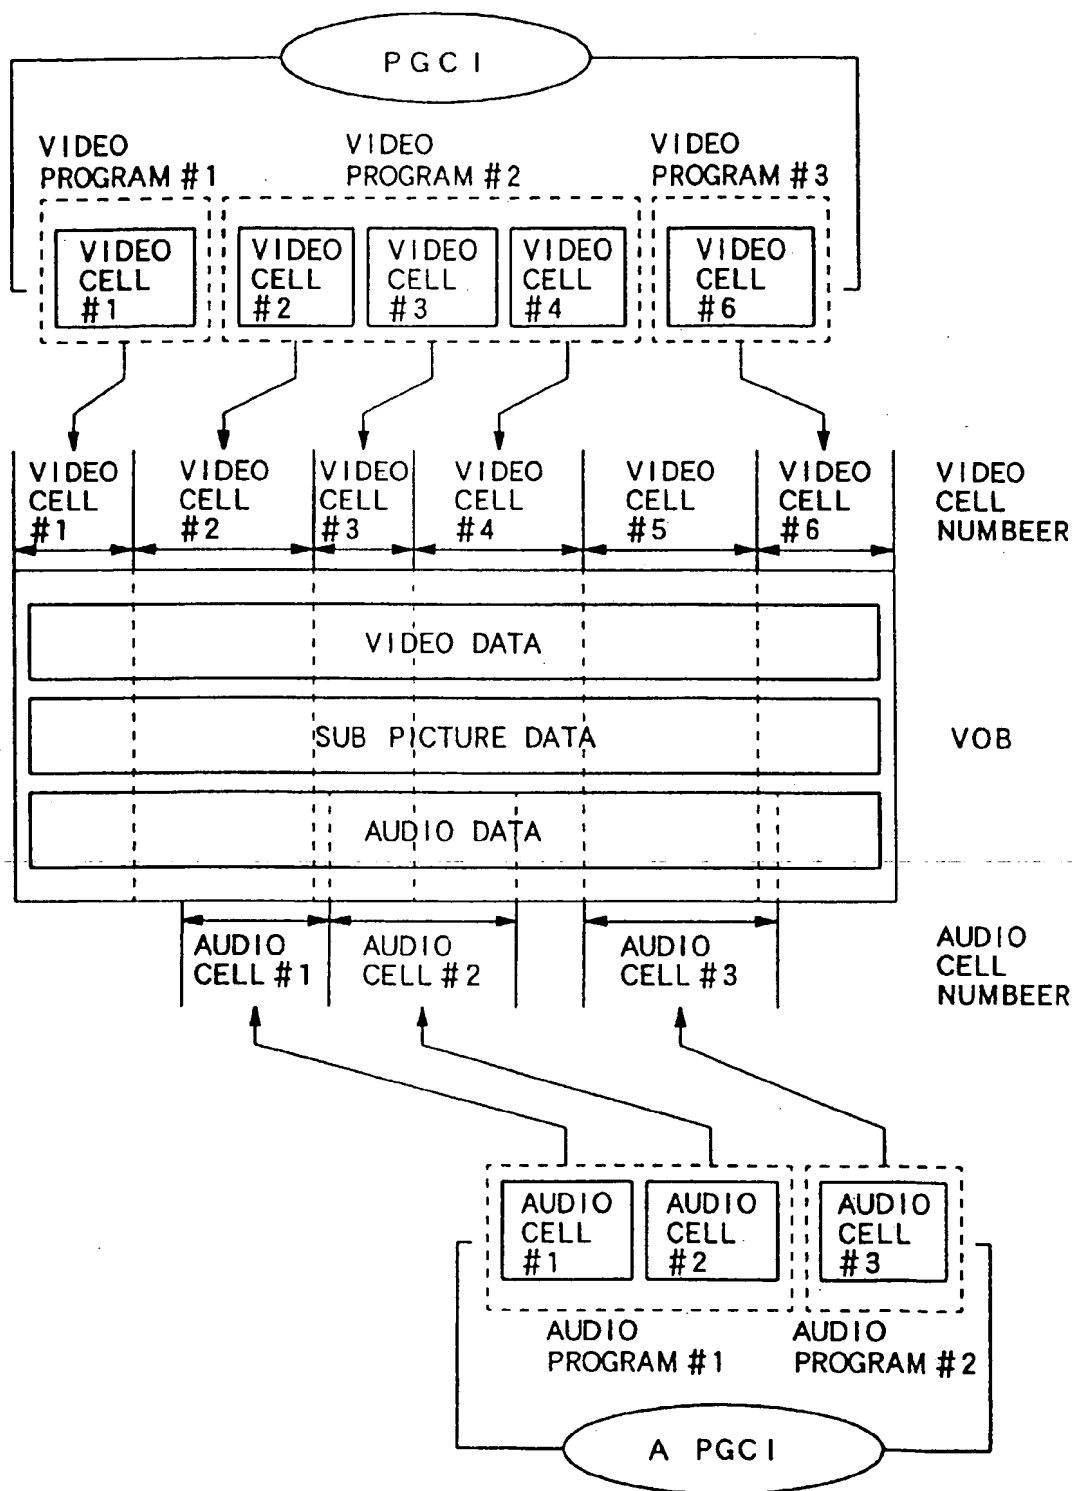 PGCI
VIDEO
PROGRAM #1
VIDEO
PROGRAM #2
VIDEO
PROGRAM #3
VIDEO
CELL
#1
VIDEO
CELL
#2
VIDEO
CELL
#3
VIDEO
CELL
#4
VIDEO
CELL
#6
VIDEO
CELL
#1
VIDEO
CELL
#2
VIDEO
CELL
#3
VIDEO
CELL
#4
VIDEO
CELL
#5
VIDEO
CELL
#6
VIDEO
CELL
NUMBEER
VIDEO DATA
SUB PICTURE DATA
VOB
AUDIO DATA
AUDIO
CELL #1
AUDIO
CELL #2
AUDIO
CELL #3
AUDIO
CELL
NUMBEER
AUDIO
CELL
#1
AUDIO
CELL
#2
AUDIO
CELL
#3
AUDIO
PROGRAM #1
AUDIO
PROGRAM #2
A PGCI